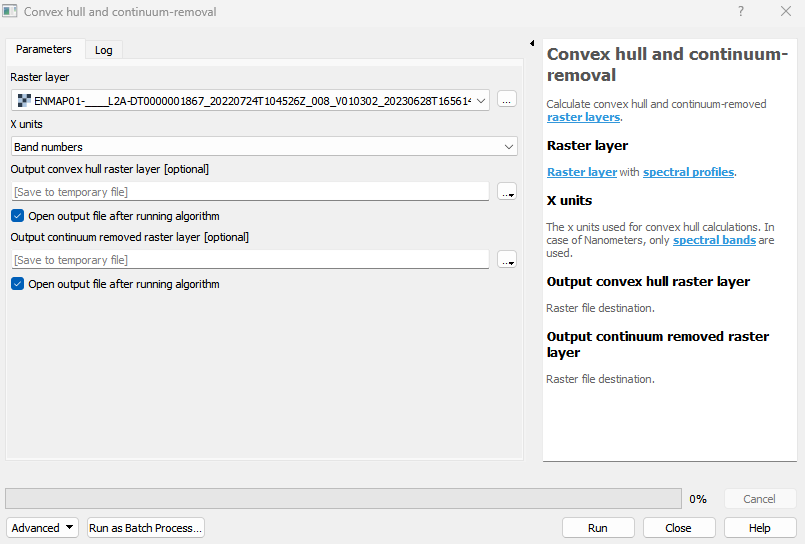 Convex hull and continuum-removal
?
Parameters
Log
Raster layer
ENMAP01-____L2A-DT0000001867_20220724T104526Z_008_V010302_20230628T165614
...
X units
Band numbers
Output convex hull raster layer [optional]
[Save to temporary file]
...
Open output file after running algorithm
Output continuum removed raster layer [optional]
[Save to temporary file]
...
Open output file after running algorithm
Convex hull and continuum-
removal
Calculate convex hull and continuum-removed
raster layers.
Raster layer
Raster layer with spectral profiles.
X units
The x units used for convex hull calculations. In
case of Nanometers, only spectral bands are
used.
Output convex hull raster layer
Raster file destination.
Output continuum removed raster
layer
Raster file destination.
0%
Cancel
Advanced
Run as Batch Process...
Run
Close
Help